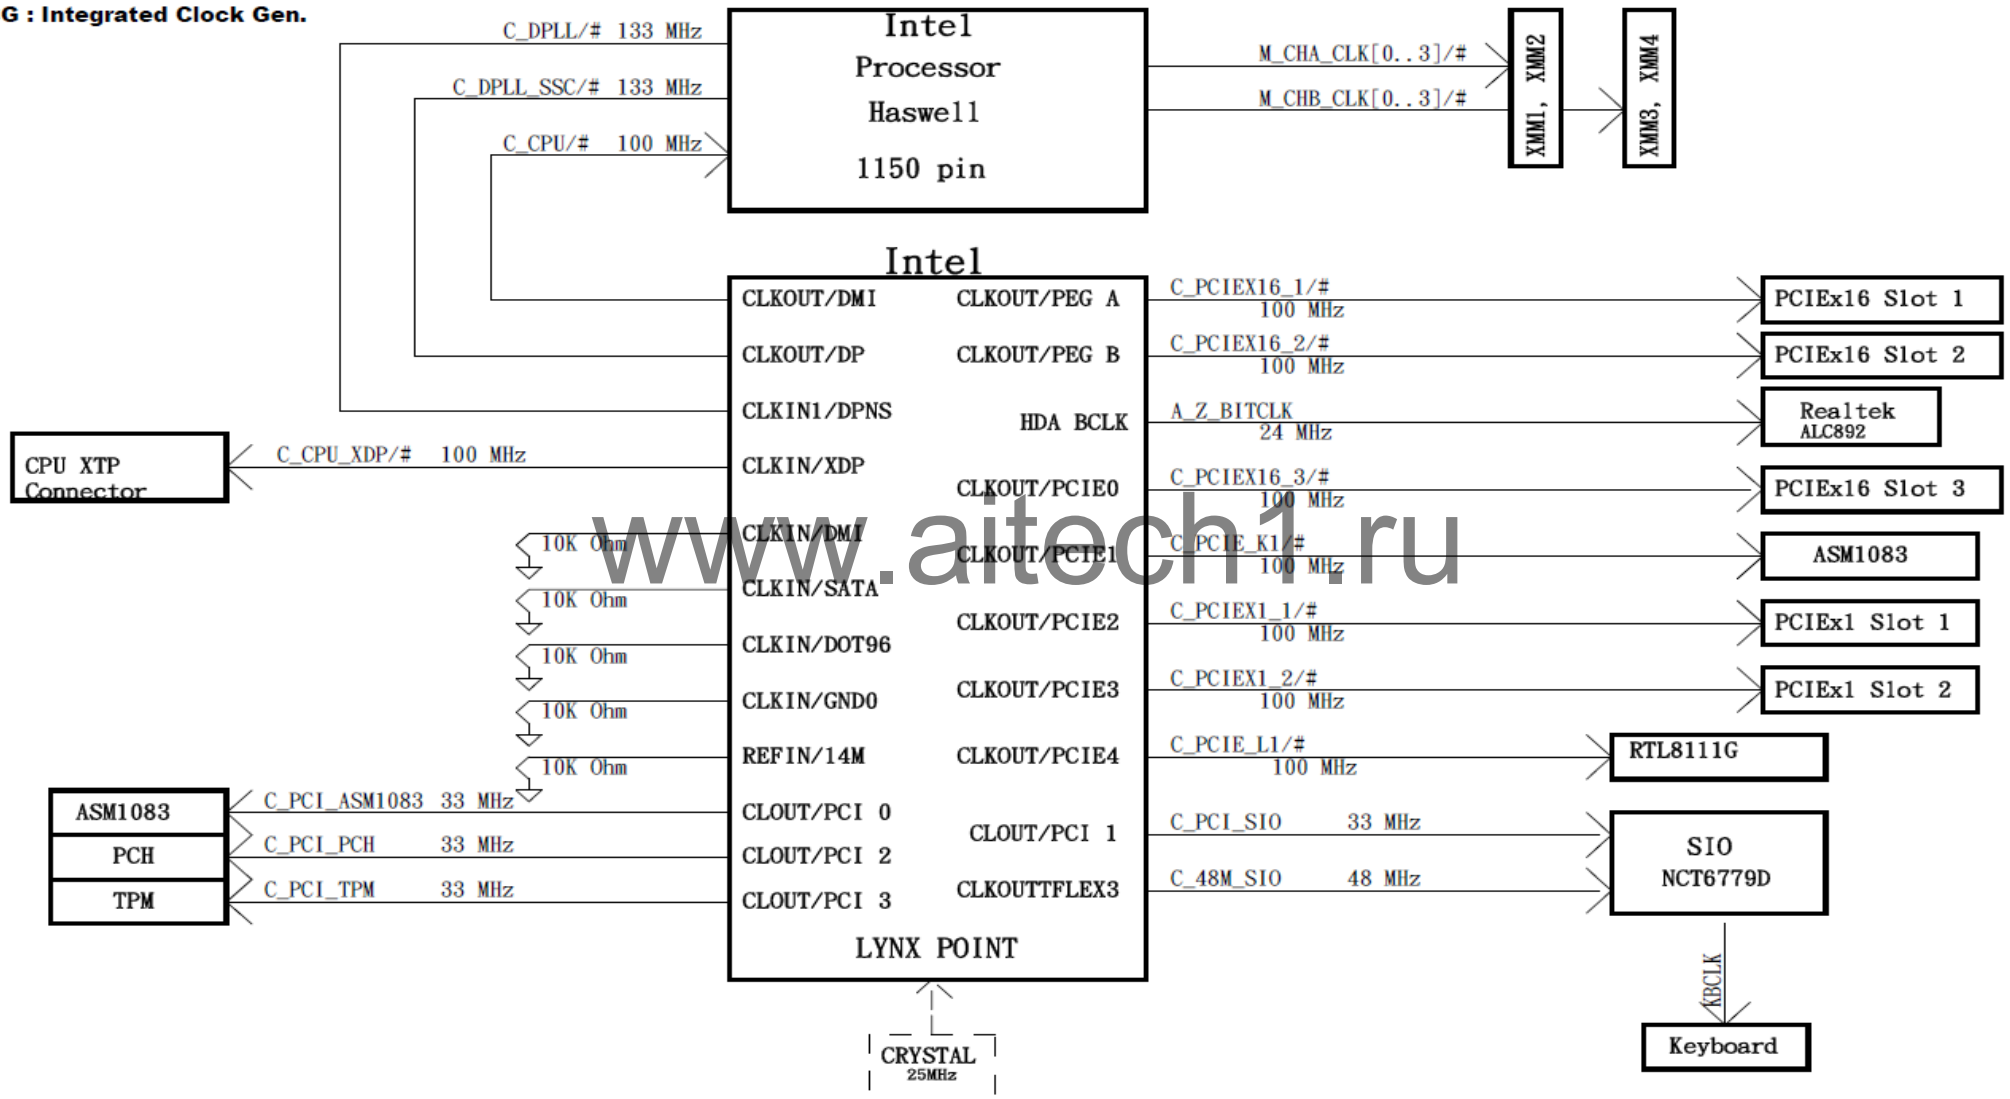 G : Integrated Clock Gen.
C_DPLL/# 133 MHz
C_DPLL_SSC/# 133 MHz
C_CPU/# 100 MHz
Intel
Processor
Haswell
1150 pin
M_CHA_CLK[0..3]/#
M_CHB_CLK[0..3]/#
XMM1, XMM2
XMM3, XMM4
Intel
CLKOUT/DMI
CLKOUT/DP
CLKIN1/DPNS
CLKIN/XDP
CLKIN/DMI
CLKIN/SATA
CLKIN/DOT96
CLKIN/GND0
REFIN/14M
CLOUT/PCI 0
CLOUT/PCI 2
CLOUT/PCI 3
CLKOUT/PEG A
CLKOUT/PEG B
HDA BCLK
CLKOUT/PCIE0
CLKOUT/PCIE1
CLKOUT/PCIE2
CLKOUT/PCIE3
CLKOUT/PCIE4
CLOUT/PCI 1
CLKOUTTFLEX3
LYNX POINT
CPU XTP
Connector
C_CPU_XDP/# 100 MHz
10K Ohm
10K Ohm
10K Ohm
10K Ohm
10K Ohm
ASM1083
PCH
TPM
C_PCI_ASM1083 33 MHz
C_PCI_PCH 33 MHz
C_PCI_TPM 33 MHz
C_PCIEX16_1/#
100 MHz
PCIEx16 Slot 1
C_PCIEX16_2/#
100 MHz
PCIEx16 Slot 2
A_Z_BITCLK
24 MHz
Realtek
ALC892
C_PCIEX16_3/#
100 MHz
PCIEx16 Slot 3
C_PCIE_K1/#
100 MHz
ASM1083
C_PCIEX1_1/#
100 MHz
PCIEx1 Slot 1
C_PCIEX1_2/#
100 MHz
PCIEx1 Slot 2
C_PCIE_L1/#
100 MHz
RTL8111G
C_PCI_SIO 33 MHz
C_48M_SIO 48 MHz
SIO
NCT6779D
KBCLK
Keyboard
CRYSTAL
25MHz
www.aitech1.ru